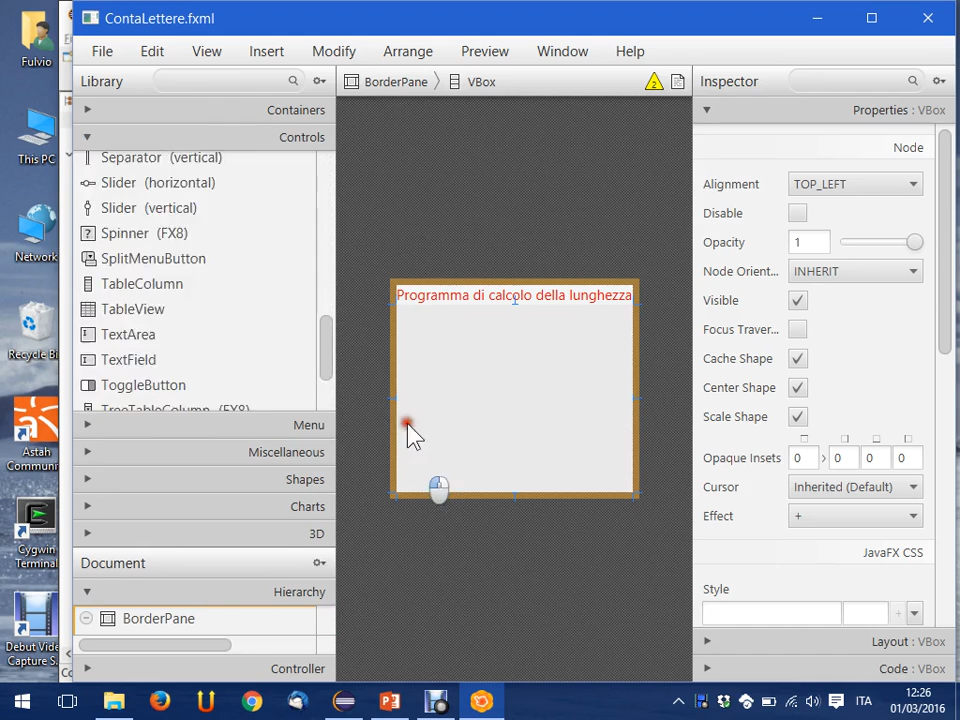 ContaLettere.fxml
File Edit View Insert Modify Arrange Preview Window Help
Library
BorderPane VBox
2
Inspector
Containers
Controls
Separator (vertical)
Slider (horizontal)
Slider (vertical)
Spinner (FX8)
SplitMenuButton
TableColumn
TableView
TextArea
TextField
ToggleButton
TreeTableColumn (FX8)
Menu
Miscellaneous
Shapes
Charts
3D
Document
Hierarchy
BorderPane
Controller
Programma di calcolo della lunghezza
Properties : VBox
Node
Alignment TOP_LEFT
Disable
Opacity 1
Node Orient... INHERIT
Visible
Focus Traver...
Cache Shape
Center Shape
Scale Shape
Opaque Insets 0 0 0 0
Cursor Inherited (Default)
Effect +
JavaFX CSS
Style
Layout : VBox
Code : VBox
Fulvio
This PC
Network
Recycle Bi
Astah
Commun
Cygwin
Terminal
Debut Vide
Capture S...
ITA
12:26
01/03/2016